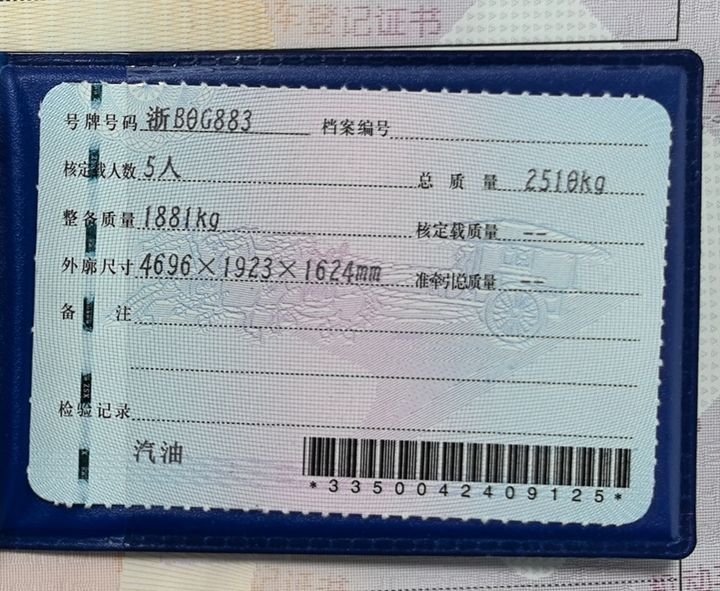 车登记证书
号牌号码 浙B0G883 档案编号
核定载人数 5人 总质量 2510kg
整备质量 1881kg 核定载质量 --
外廓尺寸 4696×1923×1624mm 准牵引总质量 --
备注
检验记录
汽油
*3350042409125*